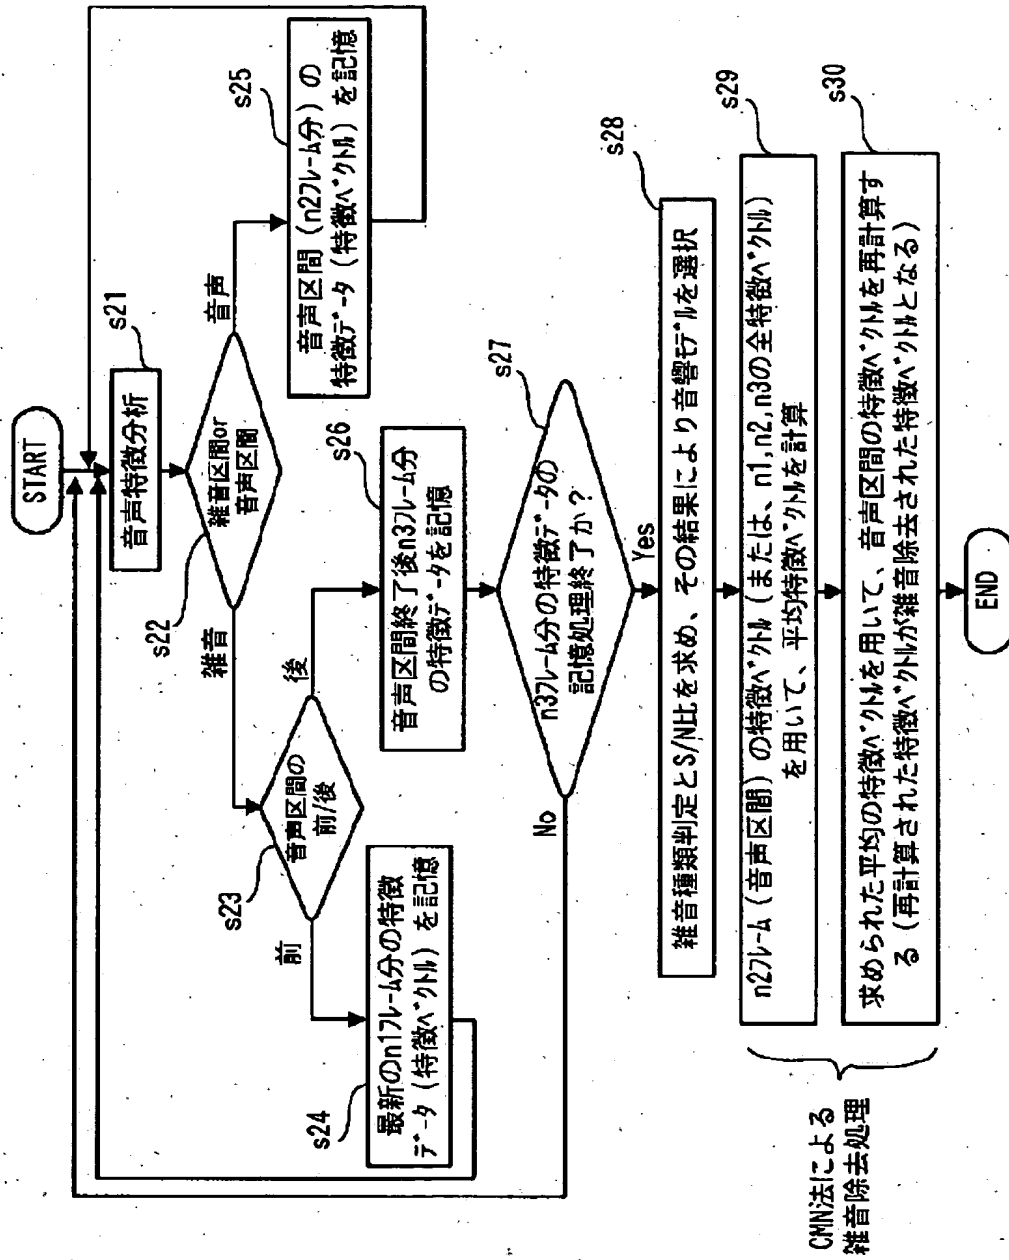 START
s21
音声特徴分析
s22
雑音区間or
音声区間
音声
雑音
s25
音声区間（n2フレーム分）の
特徴データ（特徴ベクトル）を記憶
s23
音声区間の
前/後
前
後
s24
最新のn1フレーム分の特徴
データ（特徴ベクトル）を記憶
s26
音声区間終了後n3フレーム分
の特徴データを記憶
s27
n3フレーム分の特徴データの
記憶処理終了か？
No
Yes
s28
雑音種類判定とS/N比を求め、その結果により音響モデルを選択
s29
n2フレーム（音声区間）の特徴ベクトル（または、n1,n2,n3の全特徴ベクトル）
を用いて、平均特徴ベクトルを計算
s30
求められた平均の特徴ベクトルを用いて、音声区間の特徴ベクトルを再計算す
る（再計算された特徴ベクトルが雑音除去された特徴ベクトルとなる）
CMN法による
雑音除去処理
END